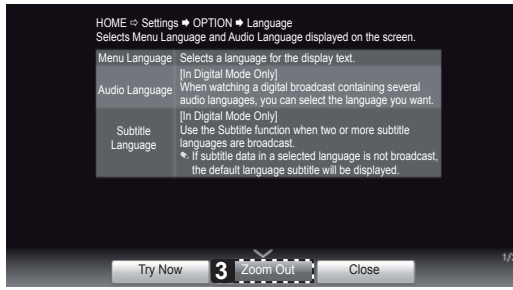 HOME ⇨ Settings ➡ OPTION ➡ Language
Selects Menu Language and Audio Language displayed on the screen.
Menu Language Selects a language for the display text.
Audio Language
[In Digital Mode Only]
When watching a digital broadcast containing several
audio languages, you can select the language you want.
Subtitle
Language
[In Digital Mode Only]
Use the Subtitle function when two or more subtitle
languages are broadcast.
If subtitle data in a selected language is not broadcast,
the default language subtitle will be displayed.
Try Now 3 Zoom Out Close